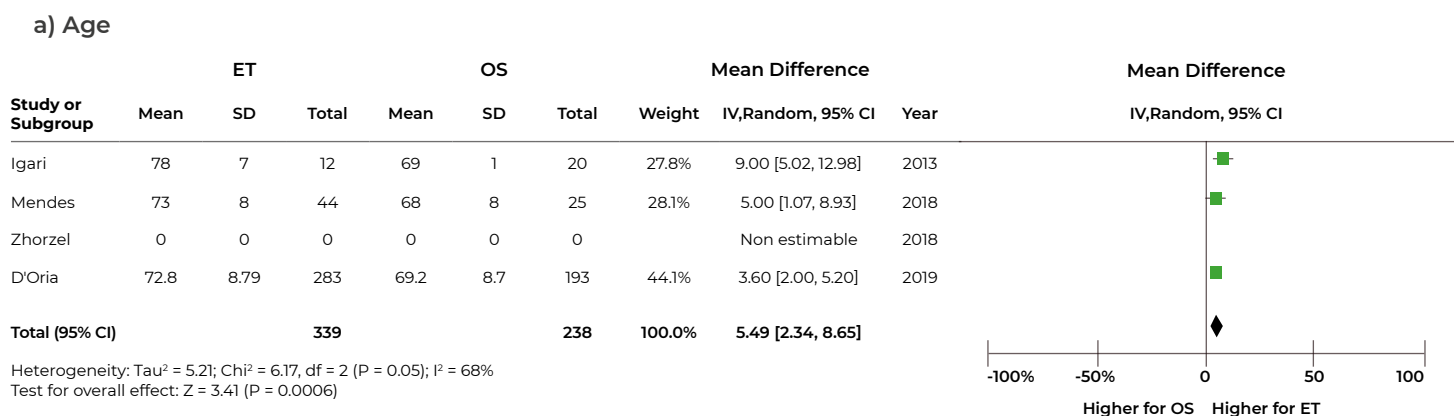 a) Age
ET OS Mean Difference Mean Difference
Study or Subgroup Mean SD Total Mean SD Total Weight IV,Random, 95% CI Year IV,Random, 95% CI
Igari 78 7 12 69 1 20 27.8% 9.00 [5.02, 12.98] 2013
Mendes 73 8 44 68 8 25 28.1% 5.00 [1.07, 8.93] 2018
Zhorzel 0 0 0 0 0 0 Non estimable 2018
D'Oria 72.8 8.79 283 69.2 8.7 193 44.1% 3.60 [2.00, 5.20] 2019
Total (95% CI) 339 238 100.0% 5.49 [2.34, 8.65]
Heterogeneity: Tau² = 5.21; Chi² = 6.17, df = 2 (P = 0.05); I² = 68%
Test for overall effect: Z = 3.41 (P = 0.0006)
-100% -50% 0 50 100
Higher for OS Higher for ET